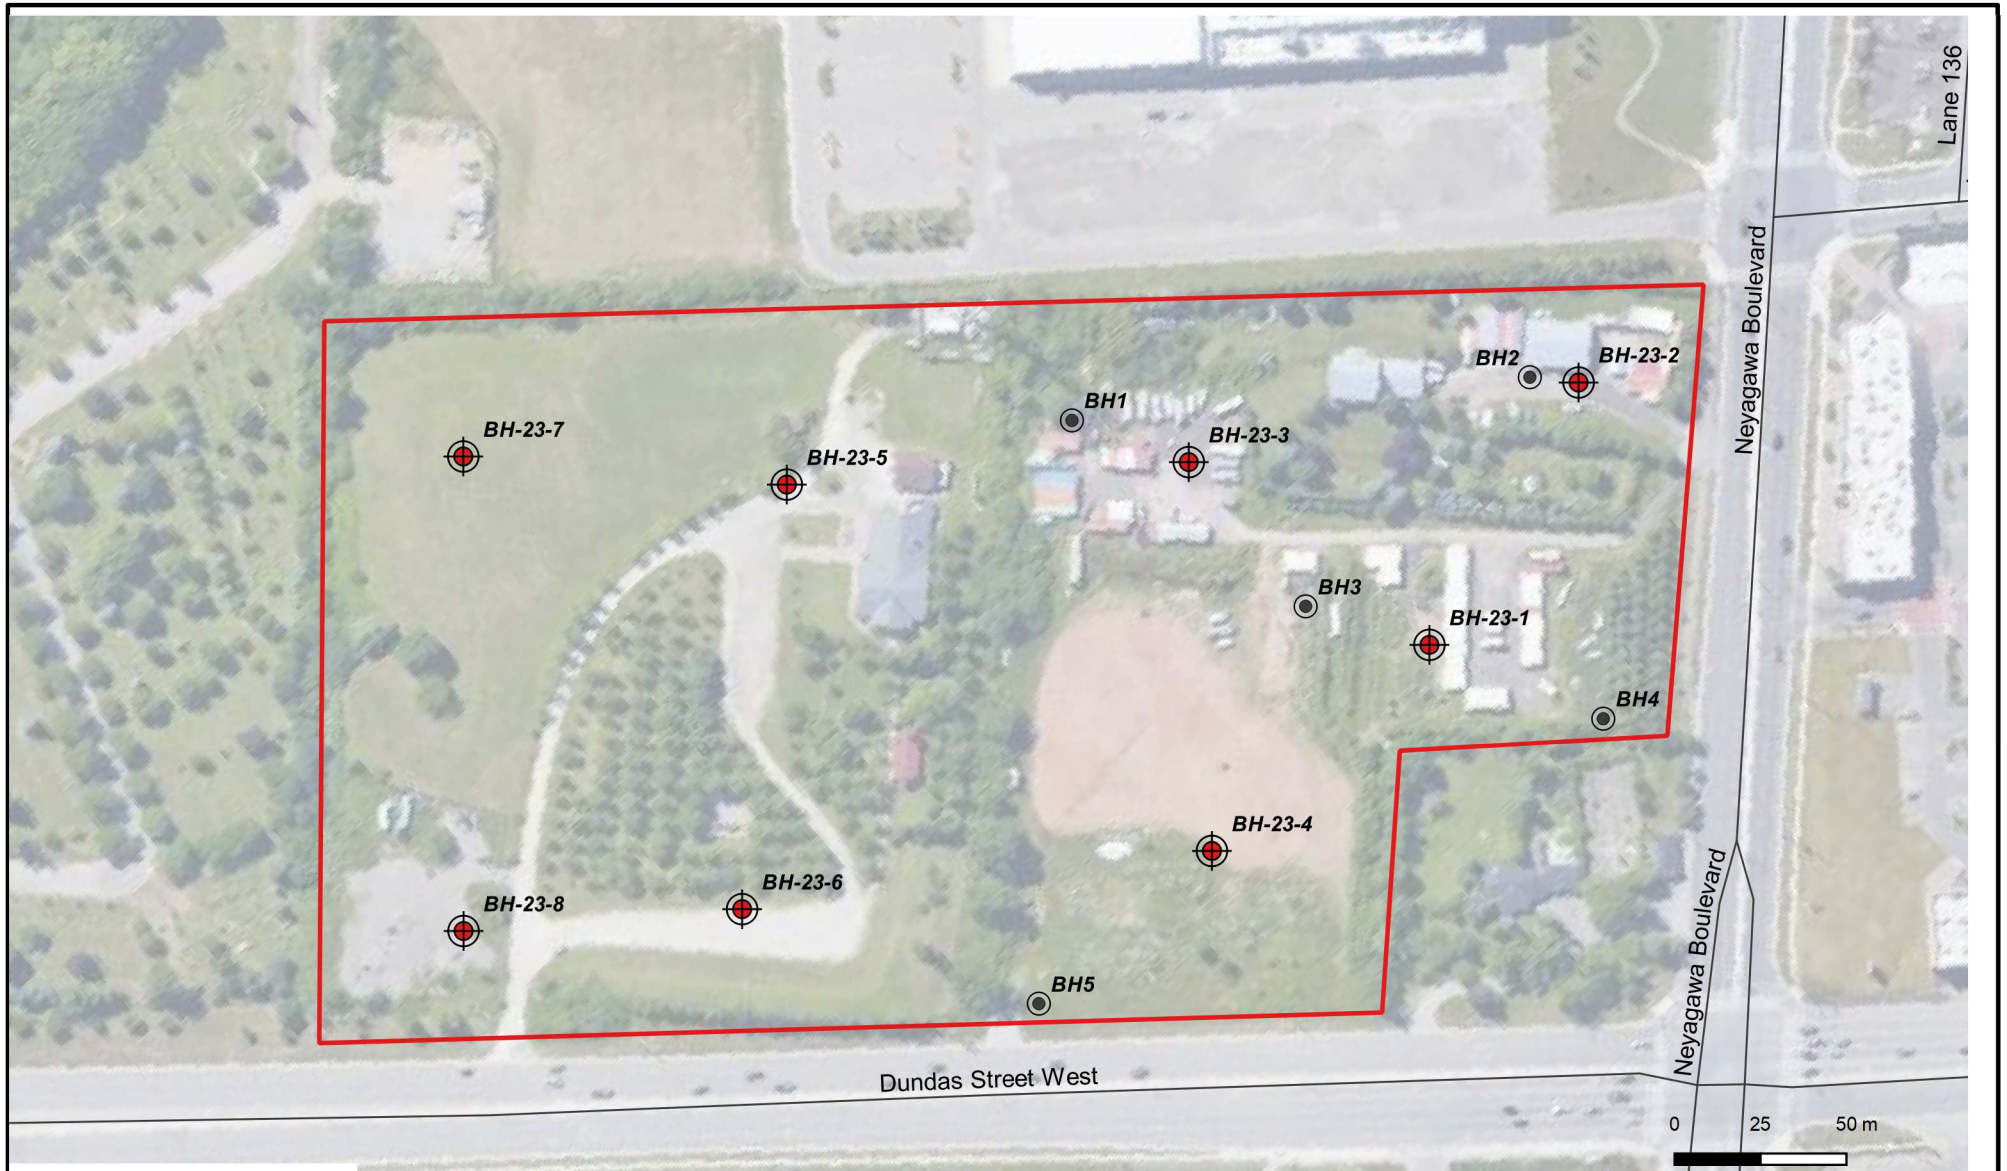 Lane 136
Neyagawa Boulevard
BH2
BH-23-2
BH1
BH-23-3
BH-23-7
BH-23-5
BH3
BH-23-1
BH4
BH-23-4
BH-23-6
BH-23-8
Neyagawa Boulevard
BH5
Dundas Street West
0 25 50 m